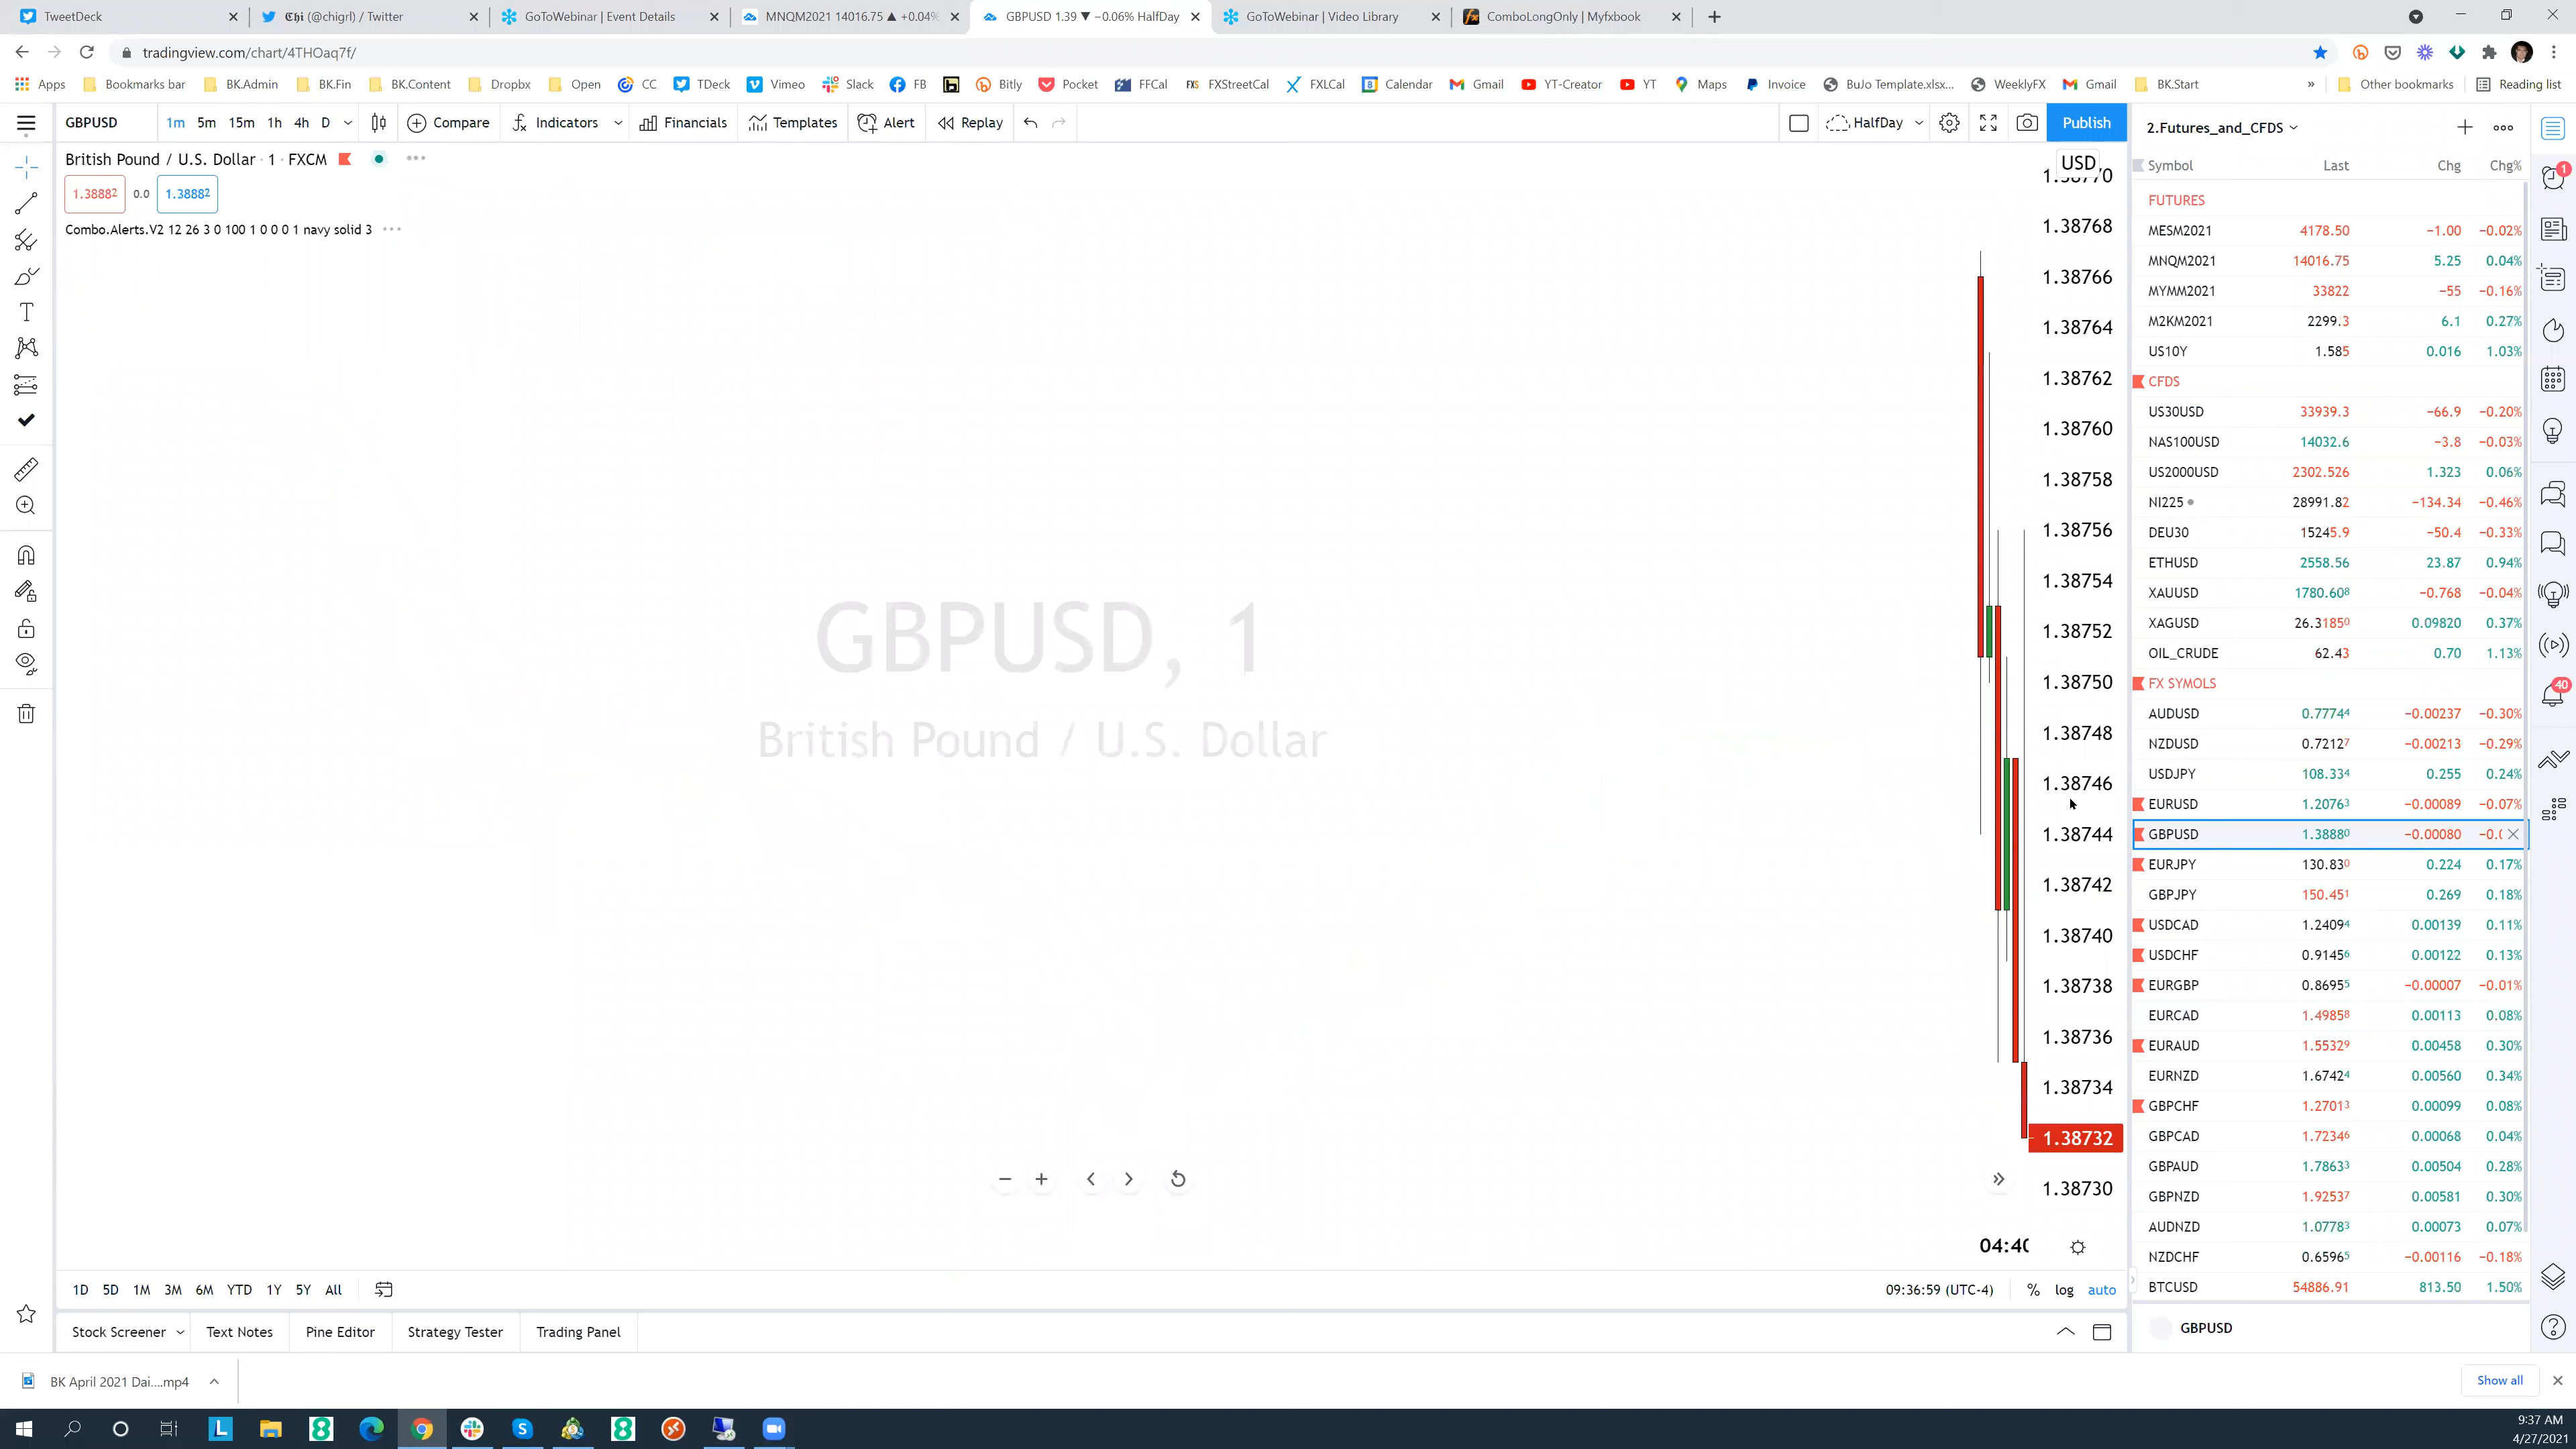 TweetDeck
Chi (@chigrl) / Twitter
GoToWebinar | Event Details
MNQM2021 14016.75 ▲ +0.04%
GBPUSD 1.39 ▼ −0.06% HalfDay
GoToWebinar | Video Library
ComboLongOnly | Myfxbook
tradingview.com/chart/4THOaq7f/
Apps Bookmarks bar BK.Admin BK.Fin BK.Content Dropbx Open CC TDeck Vimeo Slack FB Bitly Pocket FFCal FXStreetCal FXLCal Calendar Gmail YT-Creator YT Maps Invoice BuJo Template.xlsx... WeeklyFX Gmail BK.Start » Other bookmarks Reading list
GBPUSD 1m 5m 15m 1h 4h D Compare Indicators Financials Templates Alert Replay HalfDay Publish
British Pound / U.S. Dollar · 1 · FXCM
1.38882 0.0 1.38882
Combo.Alerts.V2 12 26 3 0 100 1 0 0 0 1 navy solid 3
GBPUSD, 1
British Pound / U.S. Dollar
USD
1.38770
1.38768
1.38766
1.38764
1.38762
1.38760
1.38758
1.38756
1.38754
1.38752
1.38750
1.38748
1.38746
1.38744
1.38742
1.38740
1.38738
1.38736
1.38734
1.38732
1.38730
04:40
1D 5D 1M 3M 6M YTD 1Y 5Y All
09:36:59 (UTC-4) % log auto
Stock Screener Text Notes Pine Editor Strategy Tester Trading Panel
2.Futures_and_CFDS
Symbol Last Chg Chg%
FUTURES
MESM2021 4178.50 −1.00 −0.02%
MNQM2021 14016.75 5.25 0.04%
MYMM2021 33822 −55 −0.16%
M2KM2021 2299.3 6.1 0.27%
US10Y 1.585 0.016 1.03%
CFDS
US30USD 33939.3 −66.9 −0.20%
NAS100USD 14032.6 −3.8 −0.03%
US2000USD 2302.526 1.323 0.06%
NI225 28991.82 −134.34 −0.46%
DEU30 15245.9 −50.4 −0.33%
ETHUSD 2558.56 23.87 0.94%
XAUUSD 1780.608 −0.768 −0.04%
XAGUSD 26.31850 0.09820 0.37%
OIL_CRUDE 62.43 0.70 1.13%
FX SYMOLS
AUDUSD 0.77744 −0.00237 −0.30%
NZDUSD 0.72127 −0.00213 −0.29%
USDJPY 108.334 0.255 0.24%
EURUSD 1.20763 −0.00089 −0.07%
GBPUSD 1.38880 −0.00080 −0.0
EURJPY 130.830 0.224 0.17%
GBPJPY 150.451 0.269 0.18%
USDCAD 1.24094 0.00139 0.11%
USDCHF 0.91456 0.00122 0.13%
EURGBP 0.86955 −0.00007 −0.01%
EURCAD 1.49858 0.00113 0.08%
EURAUD 1.55329 0.00458 0.30%
EURNZD 1.67424 0.00560 0.34%
GBPCHF 1.27013 0.00099 0.08%
GBPCAD 1.72346 0.00068 0.04%
GBPAUD 1.78633 0.00504 0.28%
GBPNZD 1.92537 0.00581 0.30%
AUDNZD 1.07783 0.00073 0.07%
NZDCHF 0.65965 −0.00116 −0.18%
BTCUSD 54886.91 813.50 1.50%
GBPUSD
1
40
BK April 2021 Dai....mp4
Show all
9:37 AM
4/27/2021